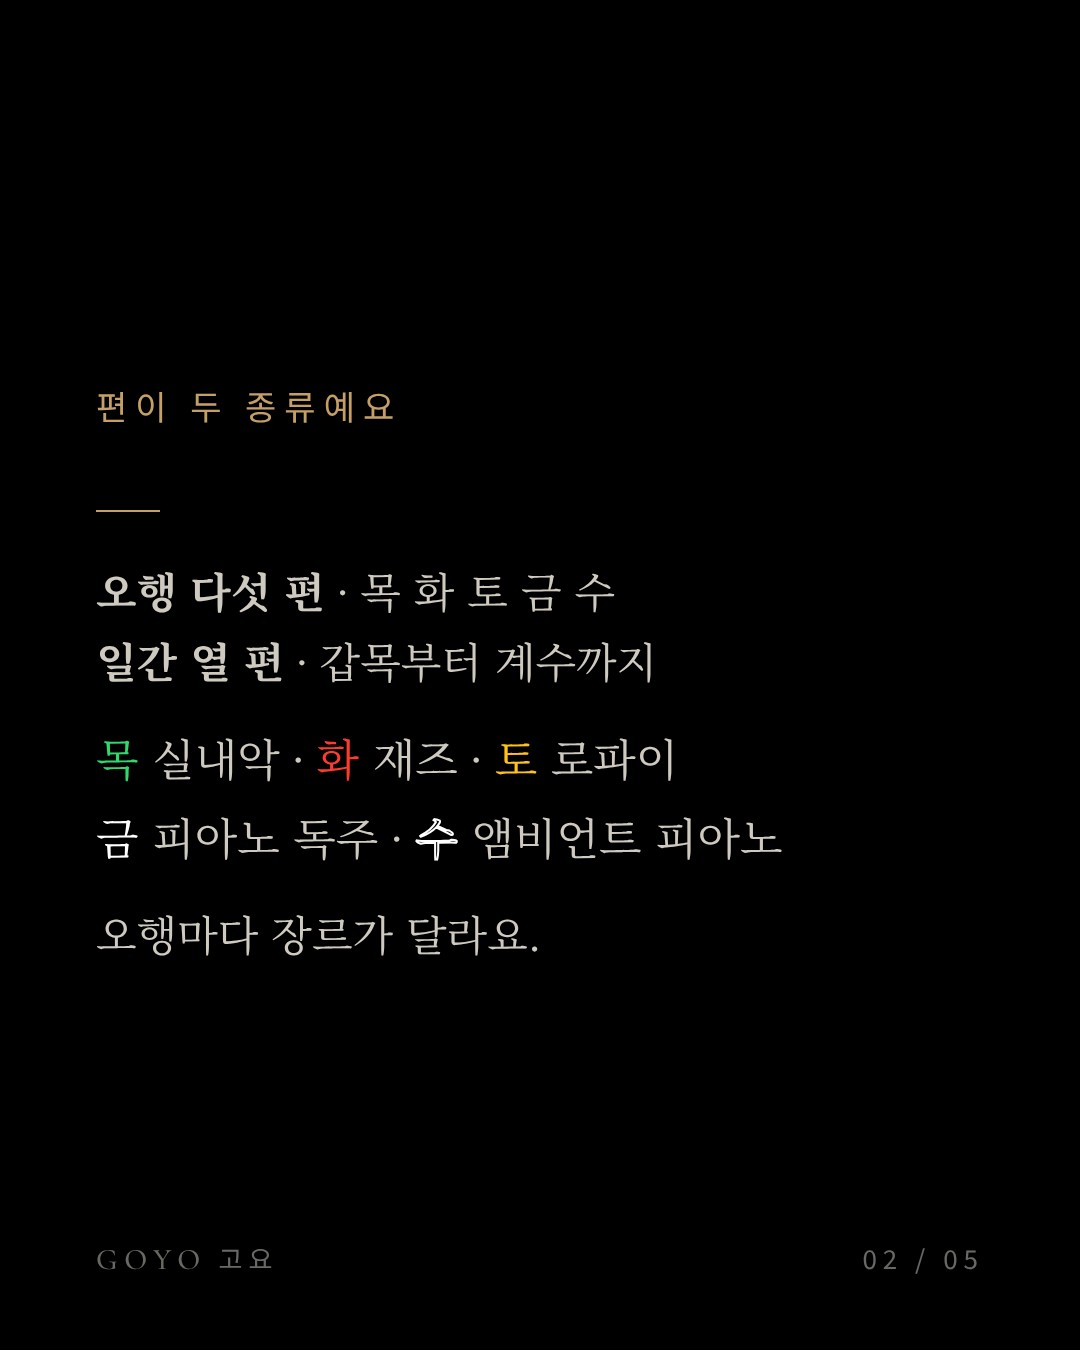 편이 두 종류예요
오행 다섯 편 · 목 화 토 금 수
일간 열 편 · 갑목부터 계수까지
목 실내악 · 화 재즈 · 토 로파이
금 피아노 독주 · 수 앰비언트 피아노
오행마다 장르가 달라요.
GOYO 고요
02 / 05